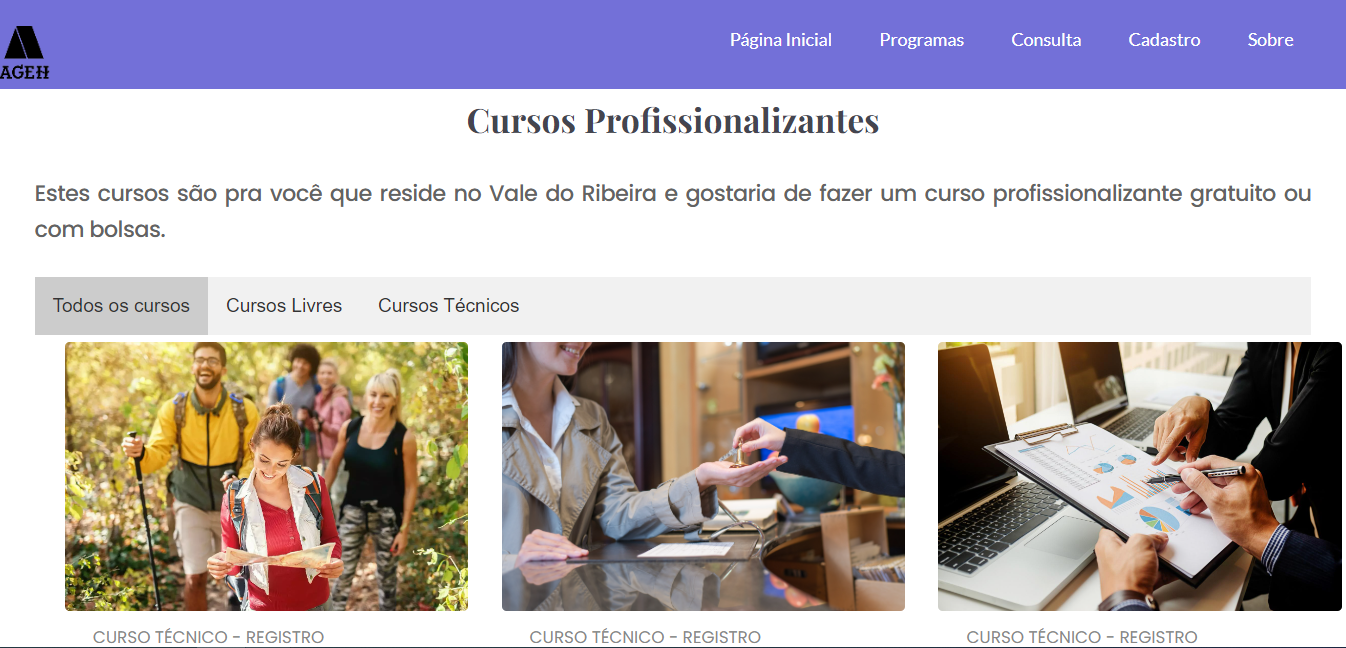 AGEH
Página Inicial Programas Consulta Cadastro Sobre
Cursos Profissionalizantes
Estes cursos são pra você que reside no Vale do Ribeira e gostaria de fazer um curso profissionalizante gratuito ou
com bolsas.
Todos os cursos Cursos Livres Cursos Técnicos
CURSO TÉCNICO - REGISTRO CURSO TÉCNICO - REGISTRO CURSO TÉCNICO - REGISTRO